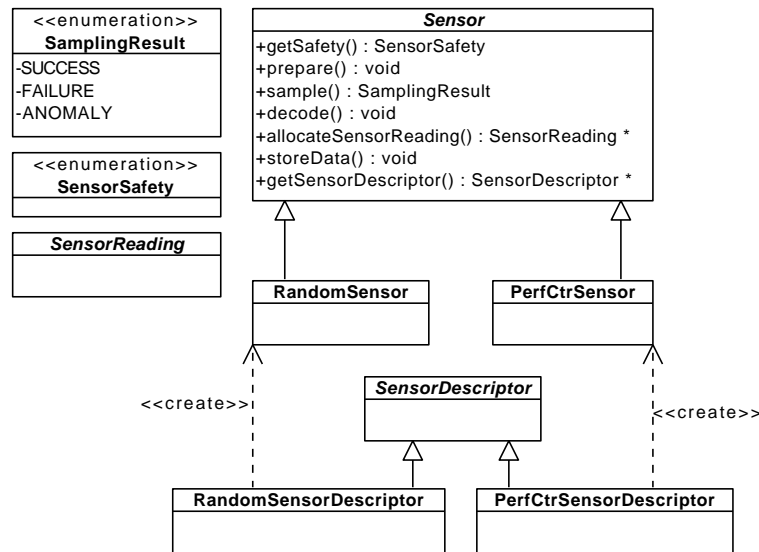 <<enumeration>>
SamplingResult
-SUCCESS
-FAILURE
-ANOMALY
<<enumeration>>
SensorSafety
SensorReading
Sensor
+getSafety() : SensorSafety
+prepare() : void
+sample() : SamplingResult
+decode() : void
+allocateSensorReading() : SensorReading *
+storeData() : void
+getSensorDescriptor() : SensorDescriptor *
RandomSensor
PerfCtrSensor
SensorDescriptor
<<create>>
<<create>>
RandomSensorDescriptor
PerfCtrSensorDescriptor